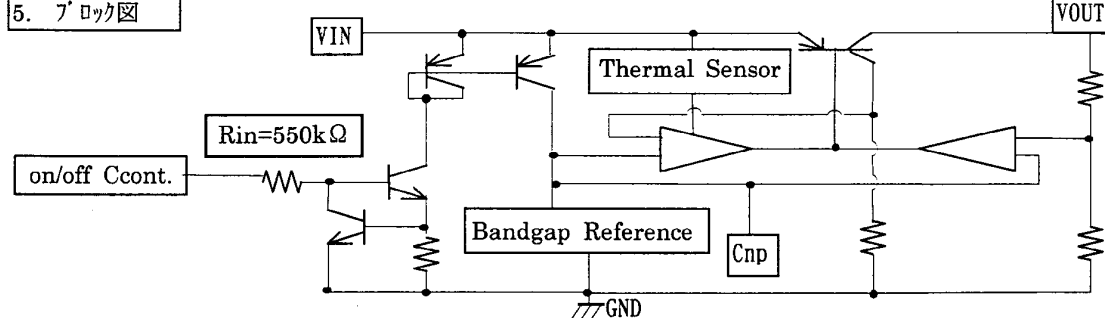 5. ﾌﾞﾛｯｸ図
VIN
VOUT
Thermal Sensor
Rin=550kΩ
on/off Ccont.
Bandgap Reference
Cnp
GND